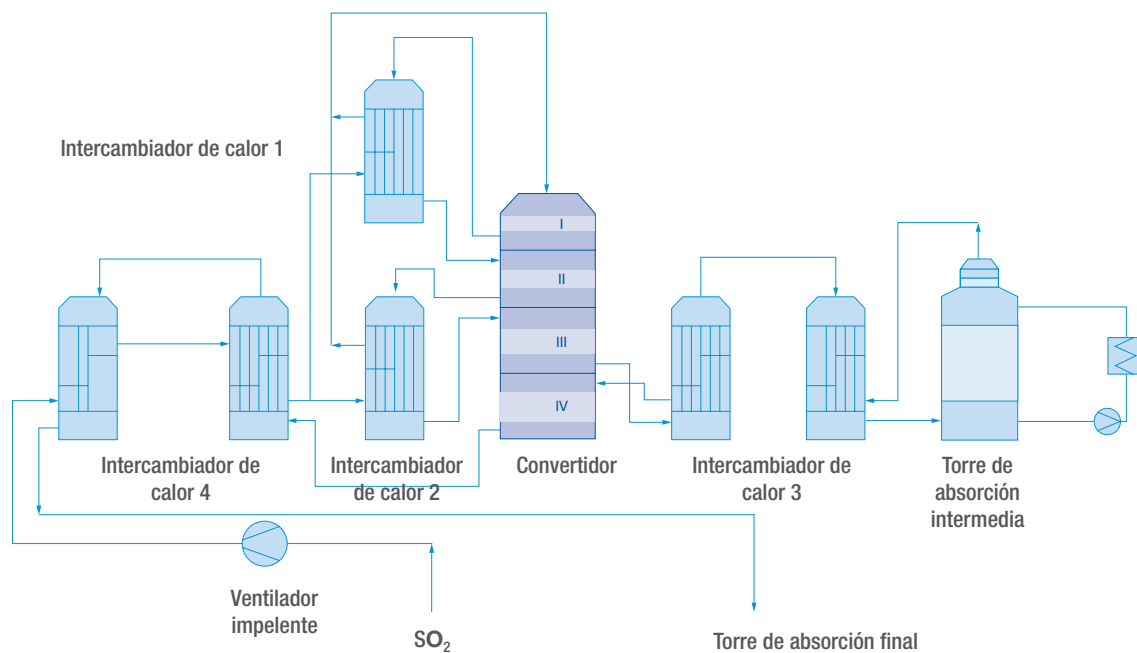 Intercambiador de calor 1
I
II
III
IV
Intercambiador de
calor 4
Intercambiador
de calor 2
Convertidor
Intercambiador de
calor 3
Torre de
absorción
intermedia
Ventilador
impelente
SO₂
Torre de absorción final